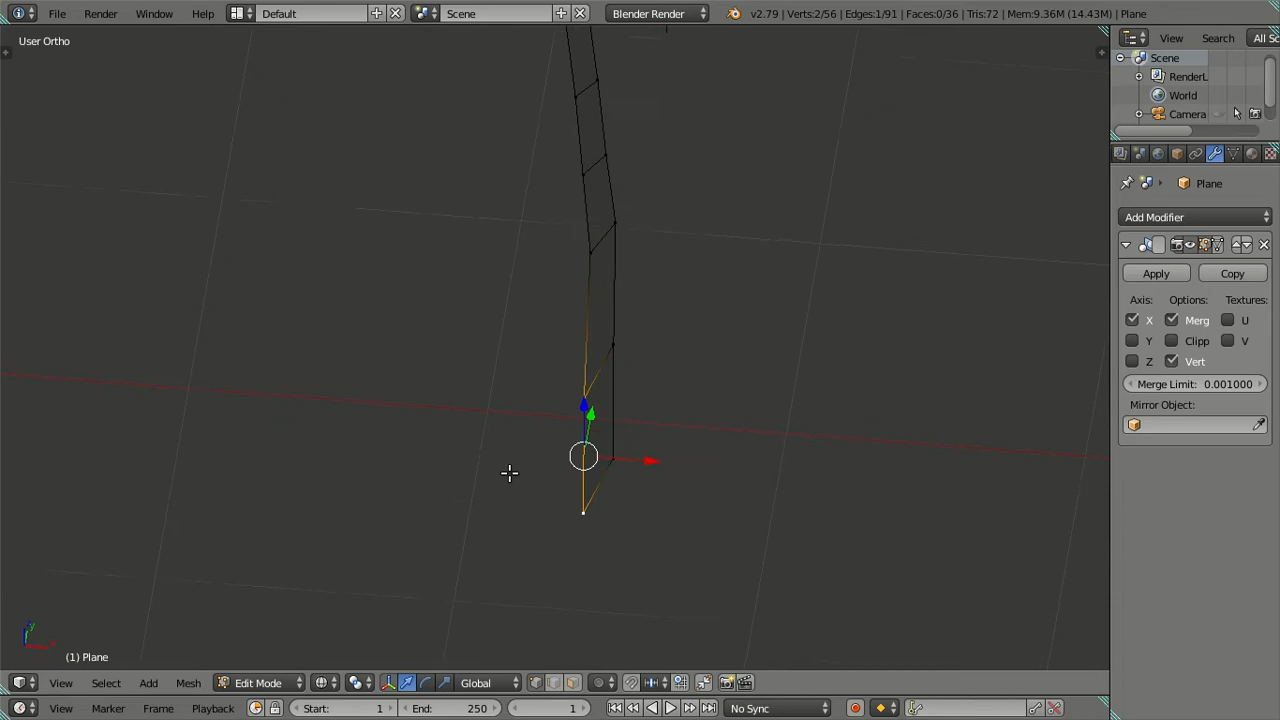 File Render Window Help Default Scene Blender Render v2.79 | Verts:2/56 | Edges:1/91 | Faces:0/36 | Tris:72 | Mem:9.36M (14.43M) | Plane
User Ortho
View Search All Sc
Scene
RenderL
World
Camera
Plane
Add Modifier
Apply Copy
Axis: Options: Textures:
X Merg U
Y Clipp V
Z Vert
Merge Limit: 0.001000
Mirror Object:
(1) Plane
View Select Add Mesh Edit Mode Global
View Marker Frame Playback Start: 1 End: 250 1 No Sync